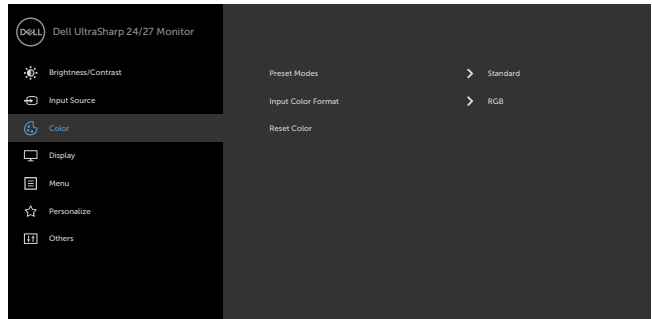 DELL Dell UltraSharp 24/27 Monitor
Brightness/Contrast
Preset Modes Standard
Input Source
Input Color Format RGB
Color
Reset Color
Display
Menu
Personalize
Others